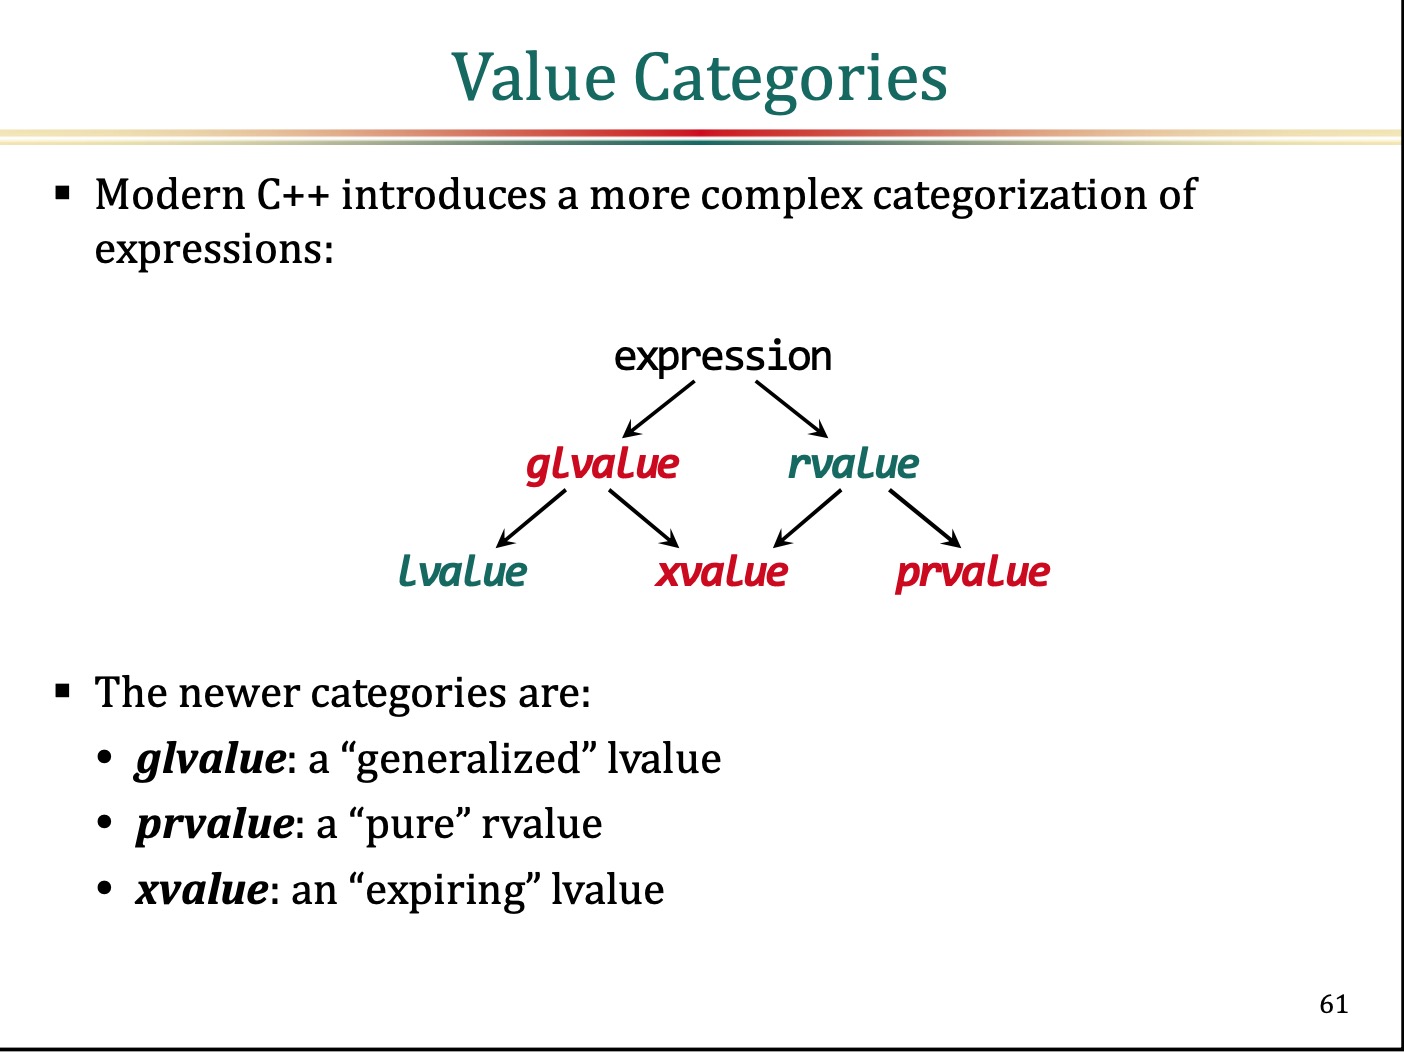 Value Categories
▪ Modern C++ introduces a more complex categorization of
expressions:
expression
glvalue rvalue
lvalue xvalue prvalue
▪ The newer categories are:
• glvalue: a “generalized” lvalue
• prvalue: a “pure” rvalue
• xvalue: an “expiring” lvalue
61